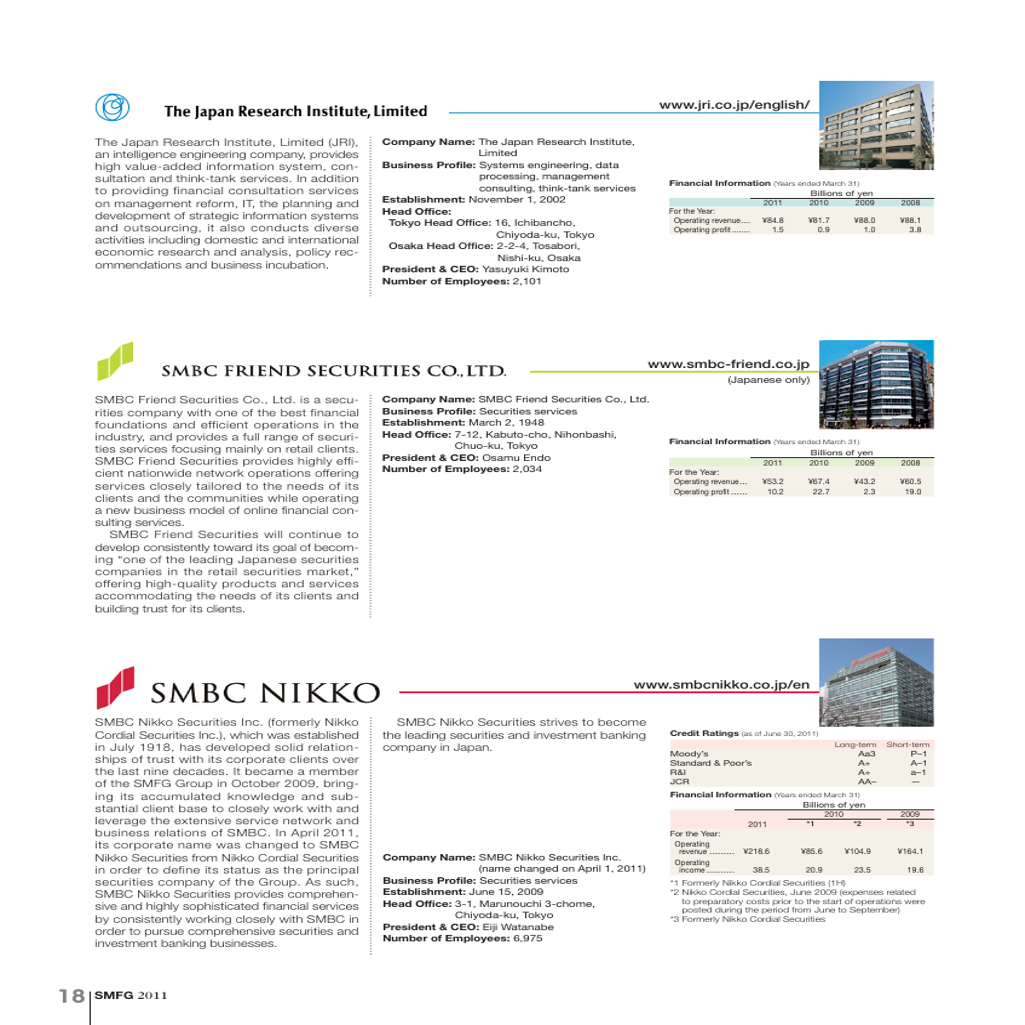 The Japan Research Institute, Limited
www.jri.co.jp/english/
The Japan Research Institute, Limited (JRI),
an intelligence engineering company, provides
high value-added information system, con-
sultation and think-tank services. In addition
to providing financial consultation services
on management reform, IT, the planning and
development of strategic information systems
and outsourcing, it also conducts diverse
activities including domestic and international
economic research and analysis, policy rec-
ommendations and business incubation.
Company Name: The Japan Research Institute,
Limited
Business Profile: Systems engineering, data
processing, management
consulting, think-tank services
Establishment: November 1, 2002
Head Office:
Tokyo Head Office: 16, Ichibancho,
Chiyoda-ku, Tokyo
Osaka Head Office: 2-2-4, Tosabori,
Nishi-ku, Osaka
President & CEO: Yasuyuki Kimoto
Number of Employees: 2,101
Financial Information (Years ended March 31)
Billions of yen
2011 2010 2009 2008
For the Year:
Operating revenue.... ¥84.8 ¥81.7 ¥88.0 ¥88.1
Operating profit ........ 1.5 0.9 1.0 3.8
SMBC FRIEND SECURITIES CO., LTD.
www.smbc-friend.co.jp
(Japanese only)
SMBC Friend Securities Co., Ltd. is a secu-
rities company with one of the best financial
foundations and efficient operations in the
industry, and provides a full range of securi-
ties services focusing mainly on retail clients.
SMBC Friend Securities provides highly effi-
cient nationwide network operations offering
services closely tailored to the needs of its
clients and the communities while operating
a new business model of online financial con-
sulting services.
SMBC Friend Securities will continue to
develop consistently toward its goal of becom-
ing “one of the leading Japanese securities
companies in the retail securities market,”
offering high-quality products and services
accommodating the needs of its clients and
building trust for its clients.
Company Name: SMBC Friend Securities Co., Ltd.
Business Profile: Securities services
Establishment: March 2, 1948
Head Office: 7-12, Kabuto-cho, Nihonbashi,
Chuo-ku, Tokyo
President & CEO: Osamu Endo
Number of Employees: 2,034
Financial Information (Years ended March 31)
Billions of yen
2011 2010 2009 2008
For the Year:
Operating revenue... ¥53.2 ¥67.4 ¥43.2 ¥60.5
Operating profit ....... 10.2 22.7 2.3 19.0
SMBC NIKKO
www.smbcnikko.co.jp/en
SMBC Nikko Securities Inc. (formerly Nikko
Cordial Securities Inc.), which was established
in July 1918, has developed solid relation-
ships of trust with its corporate clients over
the last nine decades. It became a member
of the SMFG Group in October 2009, bring-
ing its accumulated knowledge and sub-
stantial client base to closely work with and
leverage the extensive service network and
business relations of SMBC. In April 2011,
its corporate name was changed to SMBC
Nikko Securities from Nikko Cordial Securities
in order to define its status as the principal
securities company of the Group. As such,
SMBC Nikko Securities provides comprehen-
sive and highly sophisticated financial services
by consistently working closely with SMBC in
order to pursue comprehensive securities and
investment banking businesses.
SMBC Nikko Securities strives to become
the leading securities and investment banking
company in Japan.
Company Name: SMBC Nikko Securities Inc.
(name changed on April 1, 2011)
Business Profile: Securities services
Establishment: June 15, 2009
Head Office: 3-1, Marunouchi 3-chome,
Chiyoda-ku, Tokyo
President & CEO: Eiji Watanabe
Number of Employees: 6,975
Credit Ratings (as of June 30, 2011)
Long-term Short-term
Moody’s Aa3 P–1
Standard & Poor’s A+ A–1
R&I A+ a–1
JCR AA– —
Financial Information (Years ended March 31)
Billions of yen
2010 2009
2011 *1 *2 *3
For the Year:
Operating
revenue ........... ¥218.6 ¥85.6 ¥104.9 ¥164.1
Operating
income ............ 38.5 20.9 23.5 19.6
*1 Formerly Nikko Cordial Securities (1H)
*2 Nikko Cordial Securities, June 2009 (expenses related
to preparatory costs prior to the start of operations were
posted during the period from June to September)
*3 Formerly Nikko Cordial Securities
18 SMFG 2011